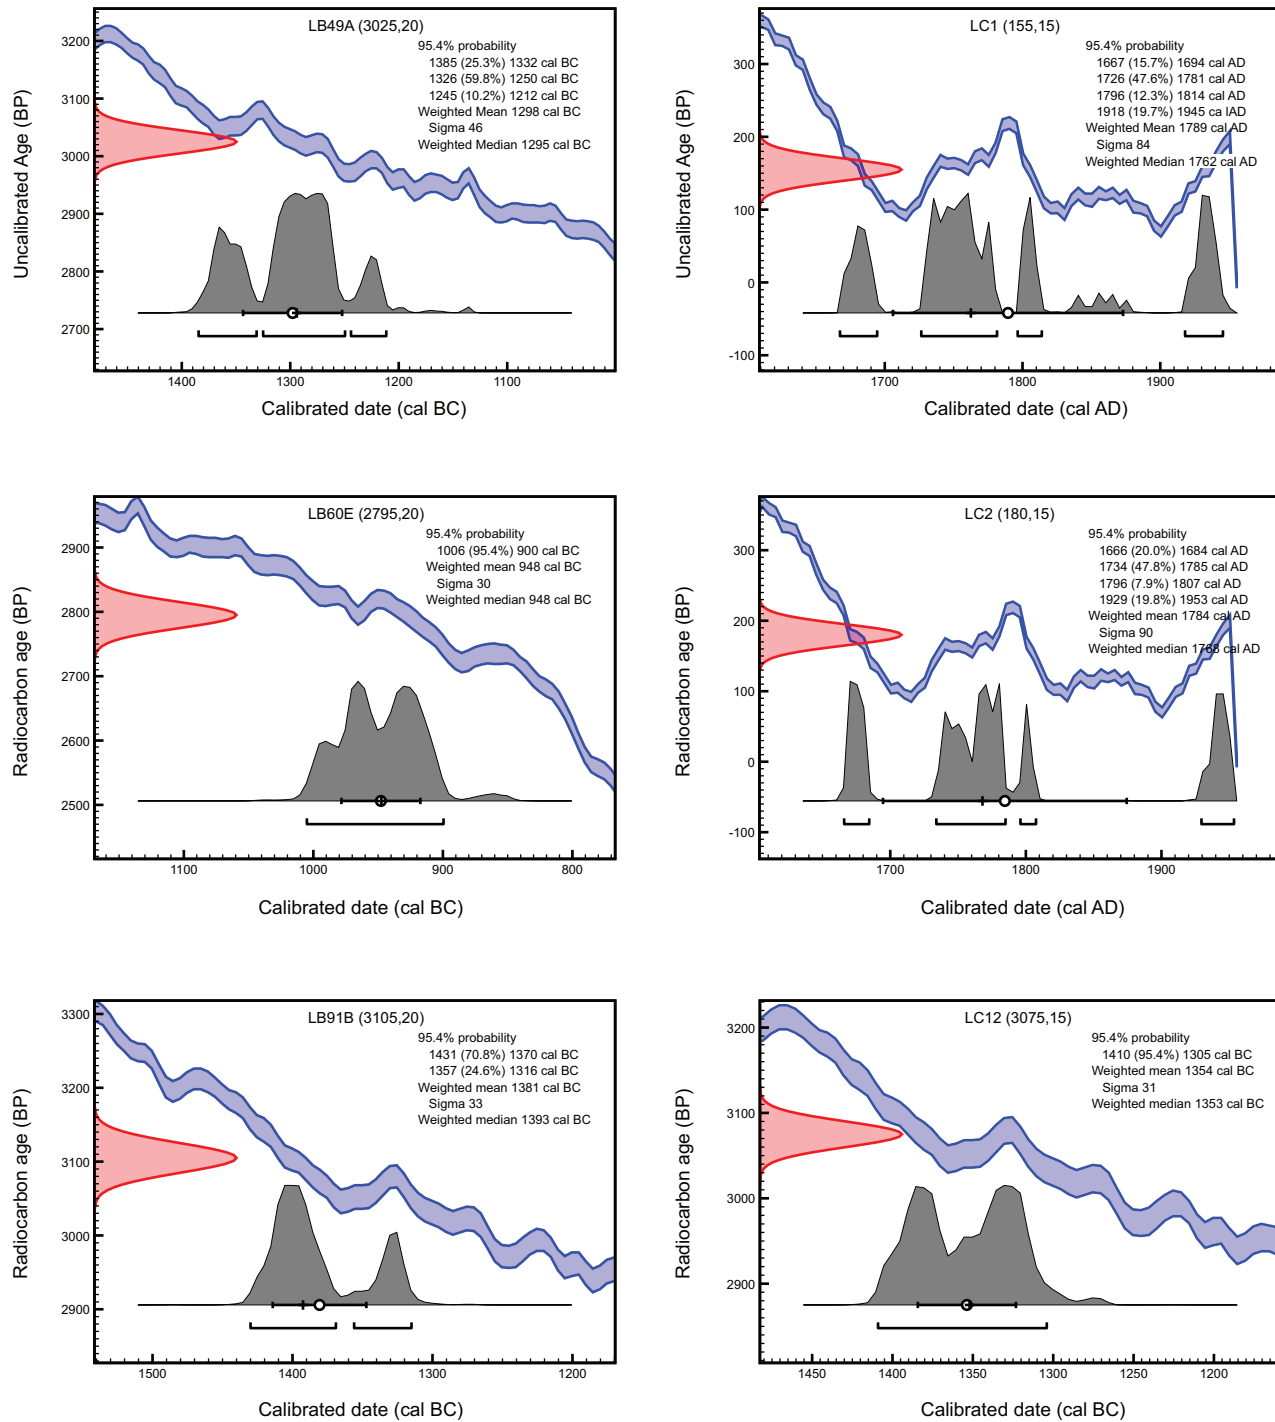 LB49A (3025,20)
95.4% probability
1385 (25.3%) 1332 cal BC
1326 (59.8%) 1250 cal BC
1245 (10.2%) 1212 cal BC
Weighted Mean 1298 cal BC
Sigma 46
Weighted Median 1295 cal BC
Uncalibrated Age (BP)
3200
3100
3000
2900
2800
2700
1400 1300 1200 1100
Calibrated date (cal BC)
LC1 (155,15)
95.4% probability
1667 (15.7%) 1694 cal AD
1726 (47.6%) 1781 cal AD
1796 (12.3%) 1814 cal AD
1918 (19.7%) 1945 cal AD
Weighted Mean 1789 cal AD
Sigma 84
Weighted Median 1762 cal AD
Uncalibrated Age (BP)
300
200
100
0
-100
1700 1800 1900
Calibrated date (cal AD)
LB60E (2795,20)
95.4% probability
1006 (95.4%) 900 cal BC
Weighted mean 948 cal BC
Sigma 30
Weighted median 948 cal BC
Radiocarbon age (BP)
2900
2800
2700
2600
2500
1100 1000 900 800
Calibrated date (cal BC)
LC2 (180,15)
95.4% probability
1666 (20.0%) 1684 cal AD
1734 (47.8%) 1785 cal AD
1796 (7.9%) 1807 cal AD
1929 (19.8%) 1953 cal AD
Weighted mean 1784 cal AD
Sigma 90
Weighted median 1768 cal AD
Radiocarbon age (BP)
300
200
100
0
-100
1700 1800 1900
Calibrated date (cal AD)
LB91B (3105,20)
95.4% probability
1431 (70.8%) 1370 cal BC
1357 (24.6%) 1316 cal BC
Weighted mean 1381 cal BC
Sigma 33
Weighted median 1393 cal BC
Radiocarbon age (BP)
3300
3200
3100
3000
2900
1500 1400 1300 1200
Calibrated date (cal BC)
LC12 (3075,15)
95.4% probability
1410 (95.4%) 1305 cal BC
Weighted mean 1354 cal BC
Sigma 31
Weighted median 1353 cal BC
Radiocarbon age (BP)
3200
3100
3000
2900
1450 1400 1350 1300 1250 1200
Calibrated date (cal BC)